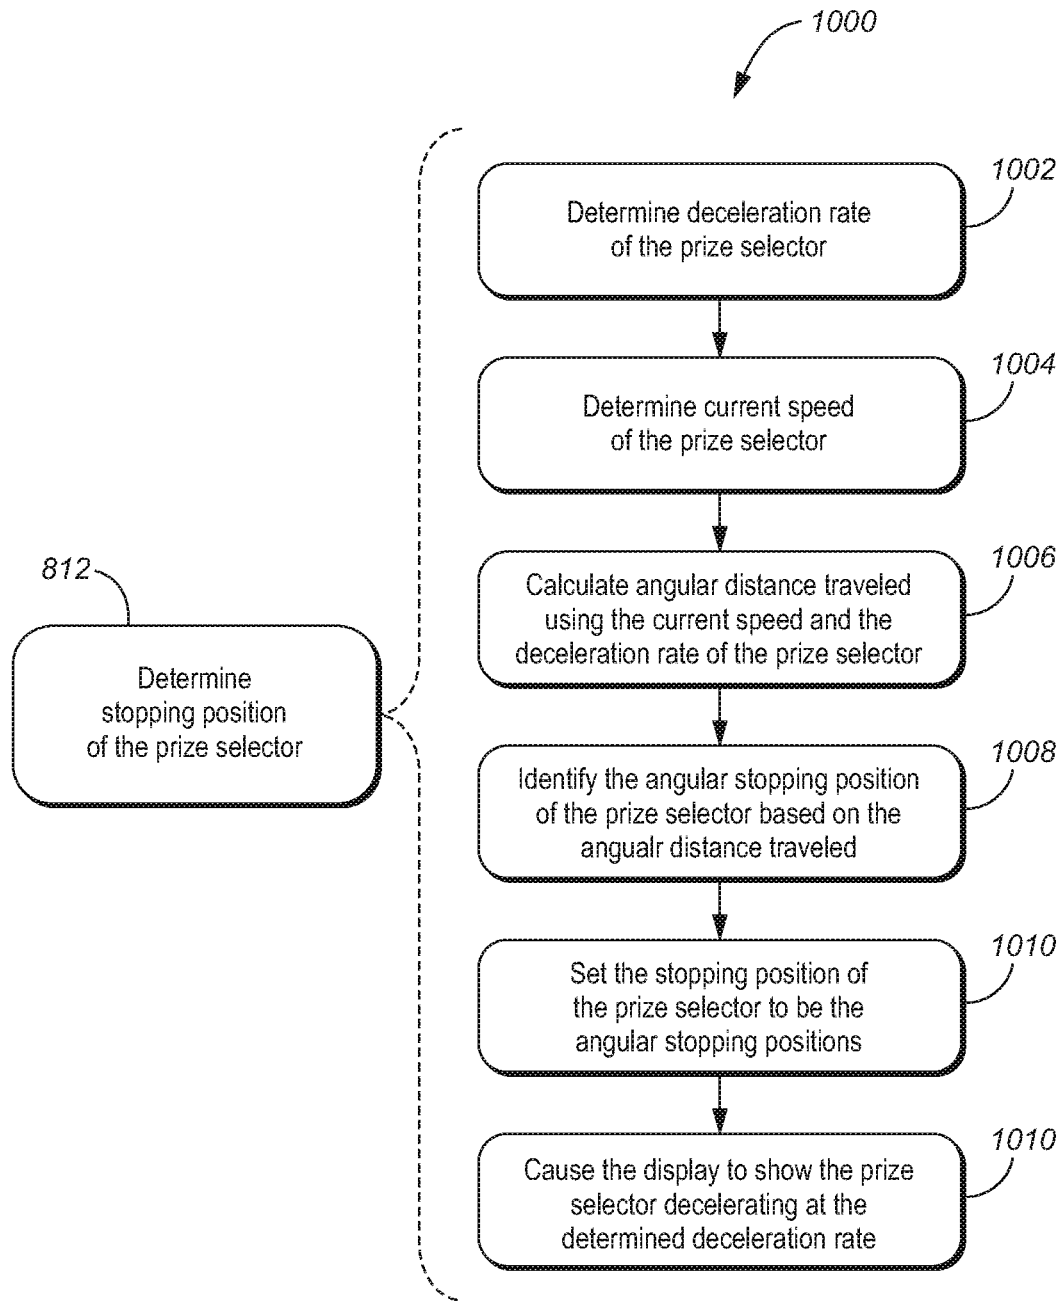 1000
1002
Determine deceleration rate
of the prize selector
1004
Determine current speed
of the prize selector
1006
Calculate angular distance traveled
using the current speed and the
deceleration rate of the prize selector
812
Determine
stopping position
of the prize selector
1008
Identify the angular stopping position
of the prize selector based on the
angualr distance traveled
1010
Set the stopping position of
the prize selector to be the
angular stopping positions
1010
Cause the display to show the prize
selector decelerating at the
determined deceleration rate